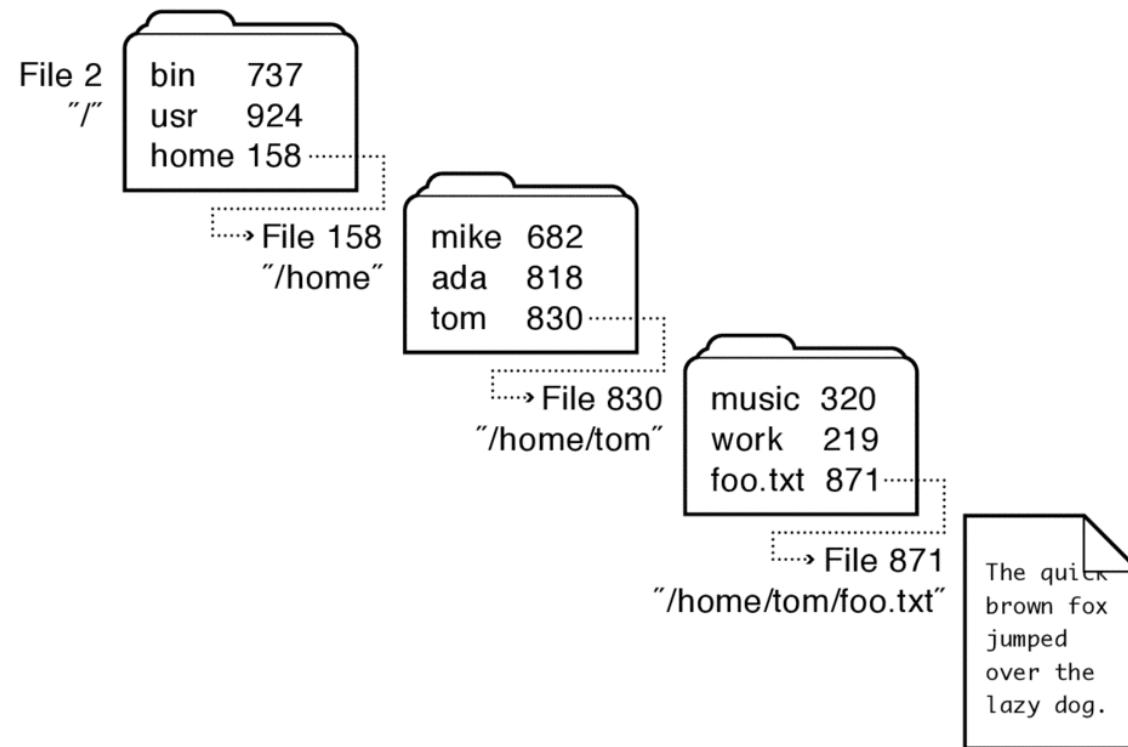 File 2
"/"
bin 737
usr 924
home 158
File 158
"/home"
mike 682
ada 818
tom 830
File 830
"/home/tom"
music 320
work 219
foo.txt 871
File 871
"/home/tom/foo.txt"
The quick
brown fox
jumped
over the
lazy dog.